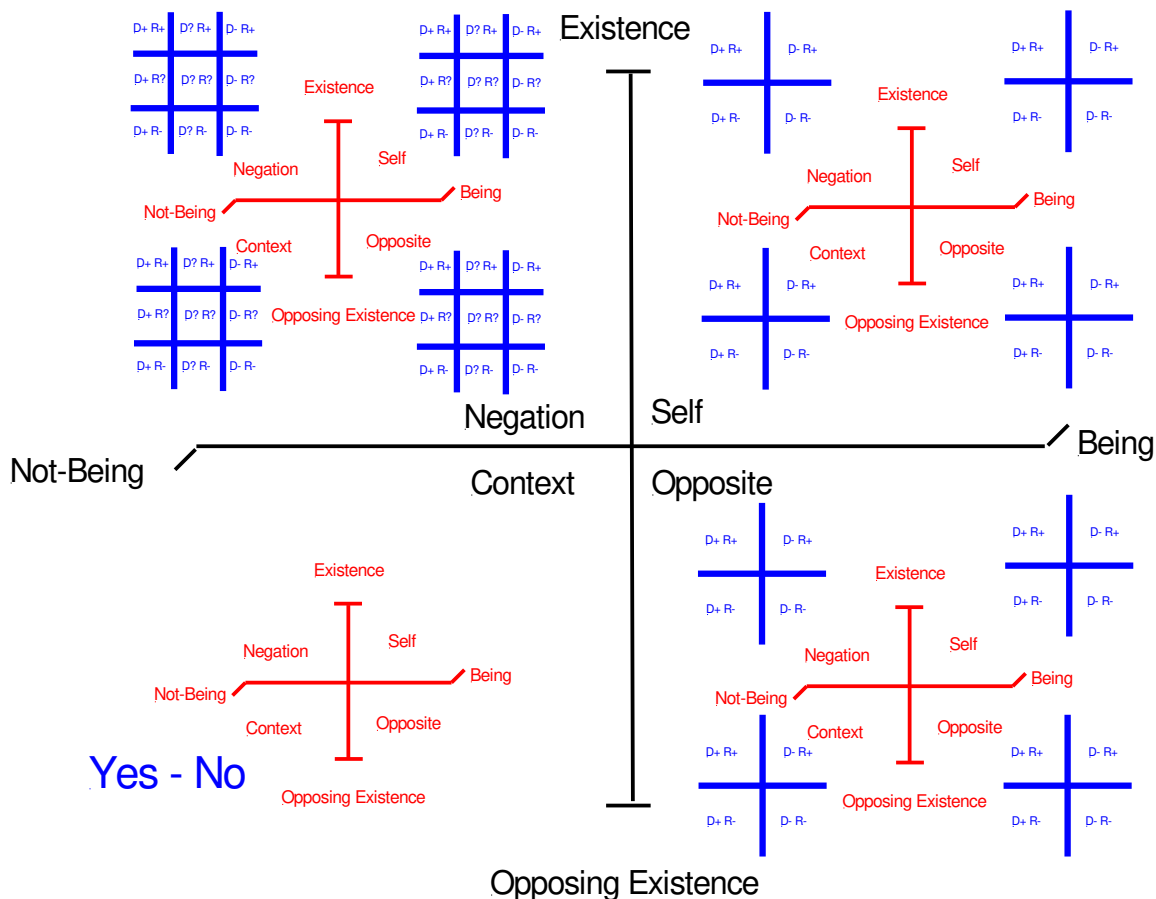 Existence
D+ R+ D? R+ D- R+
D+ R? D? R? D- R?
D+ R- D? R- D- R-
D+ R+ D? R+ D- R+
D+ R? D? R? D- R?
D+ R- D? R- D- R-
Existence
Negation Self
Not-Being Being
Context Opposite
Opposing Existence
D+ R+ D? R+ D- R+
D+ R? D? R? D- R?
D+ R- D? R- D- R-
D+ R+ D? R+ D- R+
D+ R? D? R? D- R?
D+ R- D? R- D- R-
D+ R+ D- R+
D+ R- D- R-
D+ R+ D- R+
D+ R- D- R-
Existence
Negation Self
Not-Being Being
Context Opposite
Opposing Existence
D+ R+ D- R+
D+ R- D- R-
D+ R+ D- R+
D+ R- D- R-
Negation Self
Not-Being Being
Context Opposite
Existence
Negation Self
Not-Being Being
Context Opposite
Opposing Existence
Yes - No
D+ R+ D- R+
D+ R- D- R-
D+ R+ D- R+
D+ R- D- R-
Existence
Negation Self
Not-Being Being
Context Opposite
Opposing Existence
D+ R+ D- R+
D+ R- D- R-
D+ R+ D- R+
D+ R- D- R-
Opposing Existence